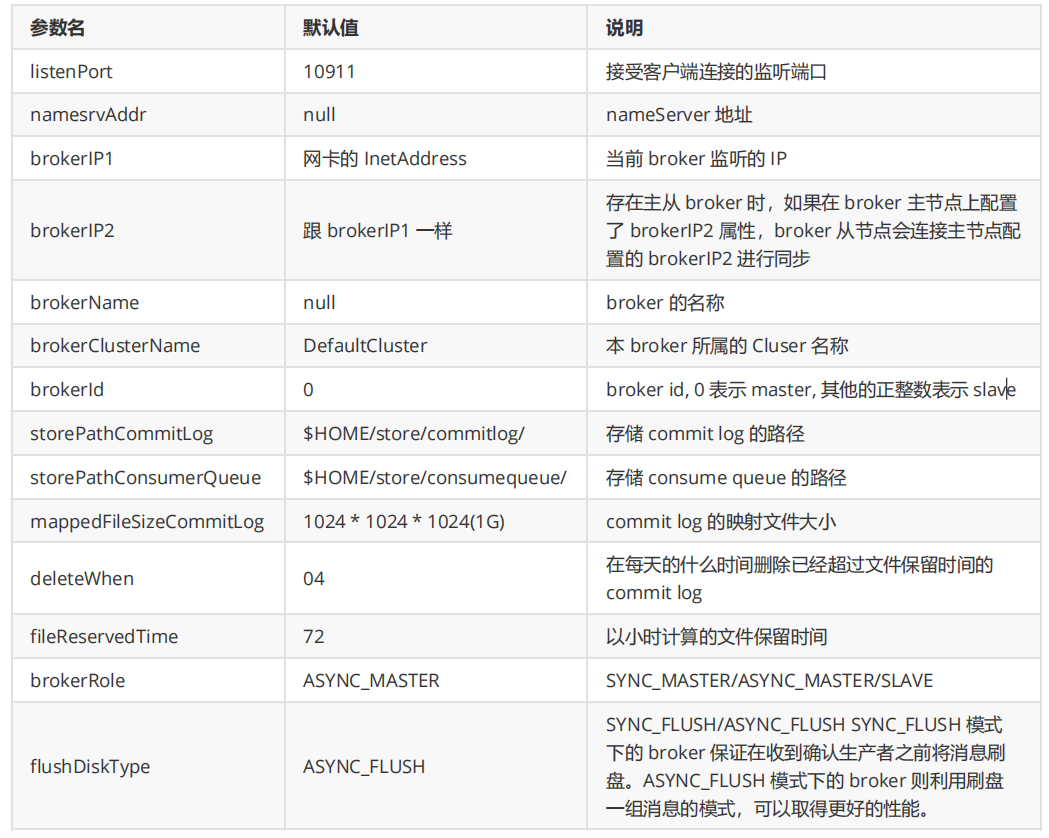 参数名 默认值 说明
listenPort 10911 接受客户端连接的监听端口
namesrvAddr null nameServer 地址
brokerIP1 网卡的 InetAddress 当前 broker 监听的 IP
brokerIP2 跟 brokerIP1 一样 存在主从 broker 时，如果在 broker 主节点上配置
了 brokerIP2 属性，broker 从节点会连接主节点配
置的 brokerIP2 进行同步
brokerName null broker 的名称
brokerClusterName DefaultCluster 本 broker 所属的 Cluser 名称
brokerId 0 broker id, 0 表示 master, 其他的正整数表示 slave
storePathCommitLog $HOME/store/commitlog/ 存储 commit log 的路径
storePathConsumerQueue $HOME/store/consumequeue/ 存储 consume queue 的路径
mappedFileSizeCommitLog 1024 * 1024 * 1024(1G) commit log 的映射文件大小
deleteWhen 04 在每天的什么时间删除已经超过文件保留时间的
commit log
fileReservedTime 72 以小时计算的文件保留时间
brokerRole ASYNC_MASTER SYNC_MASTER/ASYNC_MASTER/SLAVE
flushDiskType ASYNC_FLUSH SYNC_FLUSH/ASYNC_FLUSH SYNC_FLUSH 模式
下的 broker 保证在收到确认生产者之前将消息刷
盘。ASYNC_FLUSH 模式下的 broker 则利用刷盘
一组消息的模式，可以取得更好的性能。